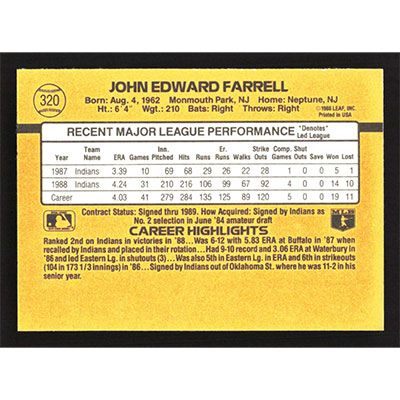 320
JOHN EDWARD FARRELL
Born: Aug. 4, 1962 Monmouth Park, NJ Home: Neptune, NJ
Ht.: 6'4" Wgt.: 210 Bats: Right Throws: Right
©1988 LEAF, INC.
Printed in USA
RECENT MAJOR LEAGUE PERFORMANCE
"Denotes"
Led League
Year Team Name ERA Games Inn. Pitched Hits Runs Er. Runs Walks Strike Outs Comp. Games Shut Outs Save Won Lost
1987 Indians 3.39 10 69 68 29 26 22 28 1 0 0 5 1
1988 Indians 4.24 31 210 216 106 99 67 92 4 0 0 14 10
Career 4.03 41 279 284 135 125 89 120 5 0 0 19 11
Contract Status: Signed thru 1989. How Acquired: Signed by Indians as
No. 2 selection in June '84 amateur draft
CAREER HIGHLIGHTS
Ranked 2nd on Indians in victories in '88...Was 6-12 with 5.83 ERA at Buffalo in '87 when
recalled by Indians and placed in their rotation...Had 9-10 record and 3.06 ERA at Waterbury in
'86 and led Eastern Lg. in shutouts (3)...Was also 5th in Eastern Lg. in ERA and 6th in strikeouts
(104 in 173 1/3 innings) in '86...Signed by Indians out of Oklahoma St. where he was 11-2 in his
senior year.